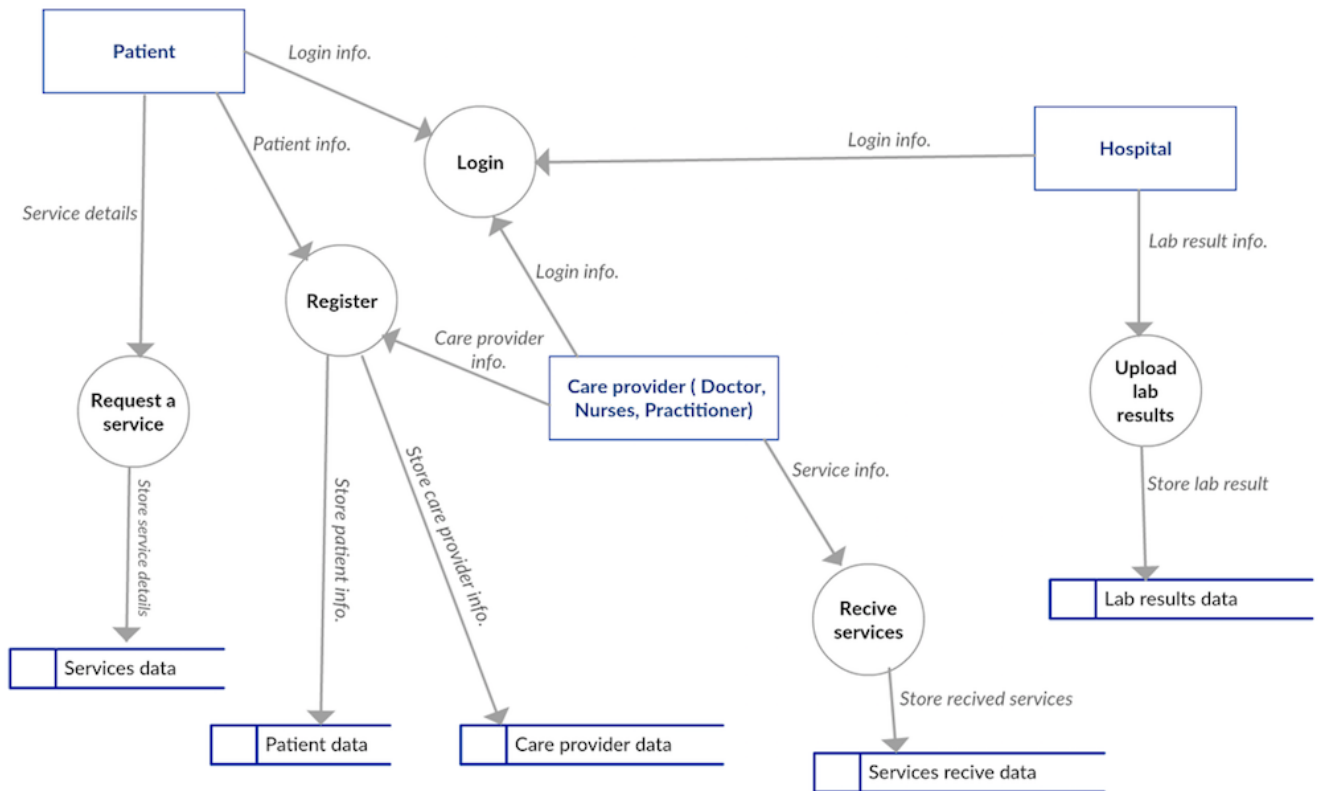 Patient
Login info.
Patient info.
Login
Login info.
Hospital
Service details
Lab result info.
Login info.
Register
Care provider
info.
Care provider ( Doctor,
Nurses, Practitioner)
Upload
lab
results
Request a
service
Service info.
Store lab result
Store service details
Store patient info.
Store care provider info.
Recive
services
Lab results data
Services data
Store recived services
Patient data
Care provider data
Services recive data